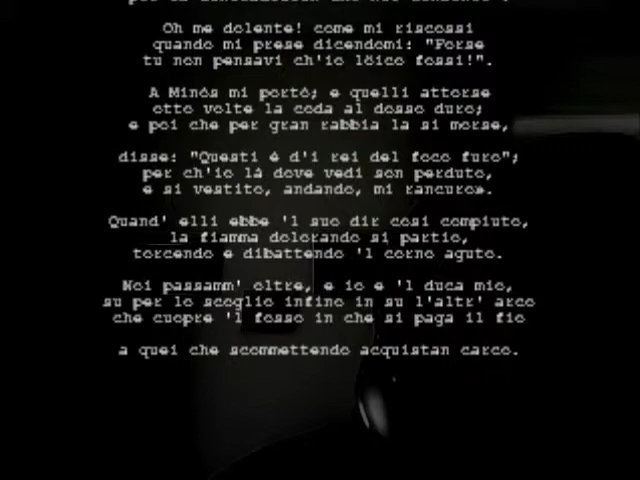 Oh me dolente! come mi riscossi
quando mi prese dicendomi: "Forse
tu non pensavi ch'io löico fossi!".
A Minòs mi portò; e quelli attorse
otto volte la coda al dosso duro;
e poi che per gran rabbia la si morse,
disse: "Questi è d'i rei del foco furo";
per ch'io là dove vedi son perduto,
e sì vestito, andando, mi rancuro».
Quand' elli ebbe 'l suo dir così compiuto,
la fiamma dolorando si partio,
torcendo e dibattendo 'l corno aguto.
Noi passamm' oltre, e io e 'l duca mio,
su per lo scoglio infino in su l'altr' arco
che cuopre 'l fosso in che si paga il fio
a quei che scommettendo acquistan carco.